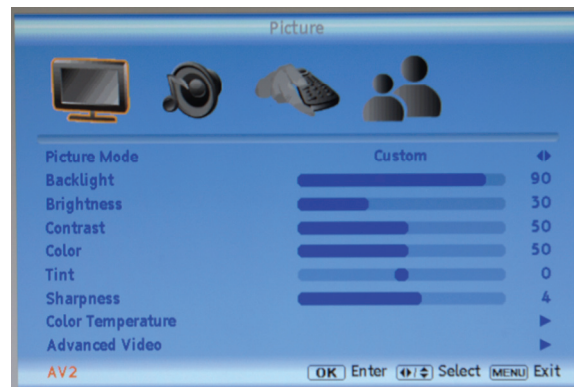 Picture
Picture Mode Custom
Backlight 90
Brightness 30
Contrast 50
Color 50
Tint 0
Sharpness 4
Color Temperature
Advanced Video
AV2 OK Enter Select MENU Exit